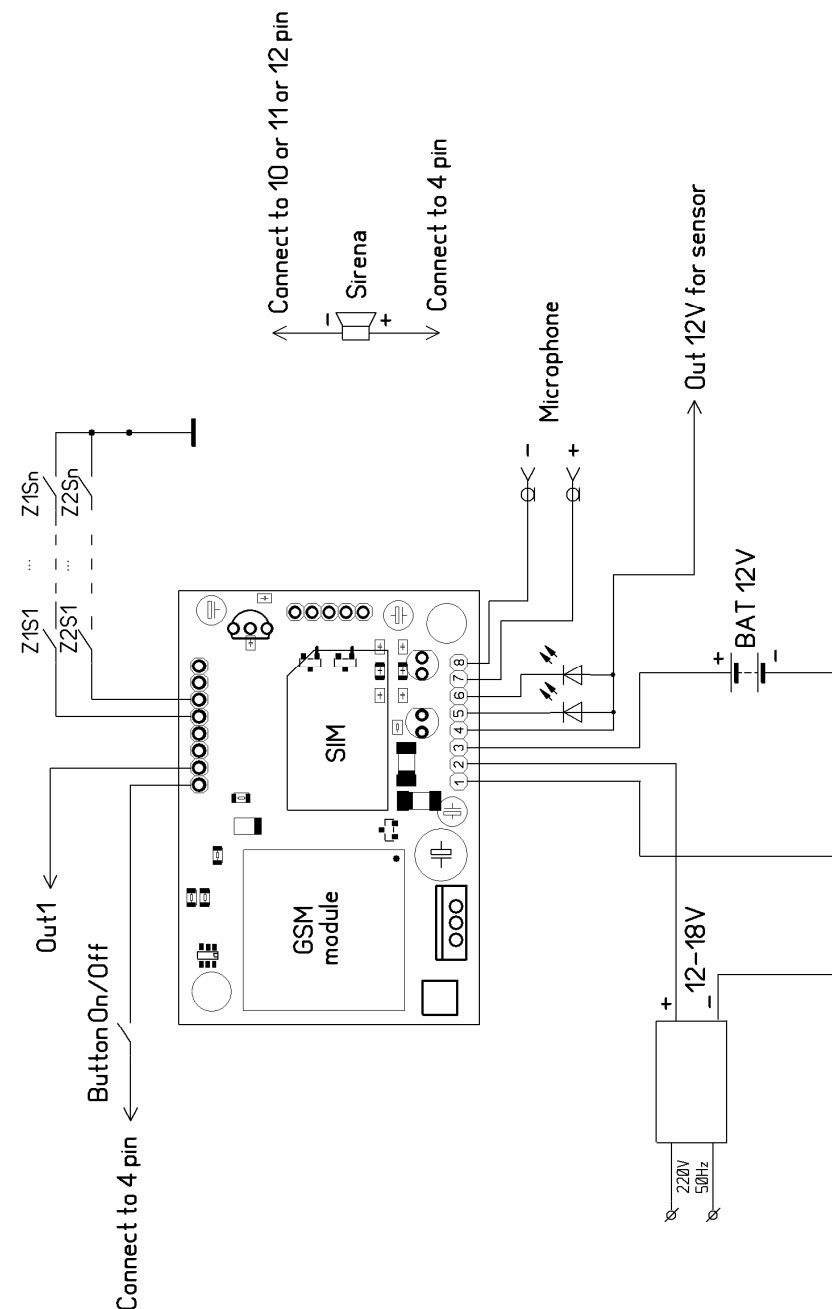 Connect to 10 or 11 or 12 pin
Sirena
-
+
Connect to 4 pin
Out 12V for sensor
Microphone
-
+
Z1Sn
Z2Sn
...
...
Z1S1
Z2S1
SIM
8
7
6
5
4
3
2
1
BAT 12V
+
-
GSM
module
Out1
Button On/Off
Connect to 4 pin
12-18V
+
-
220V
50Hz